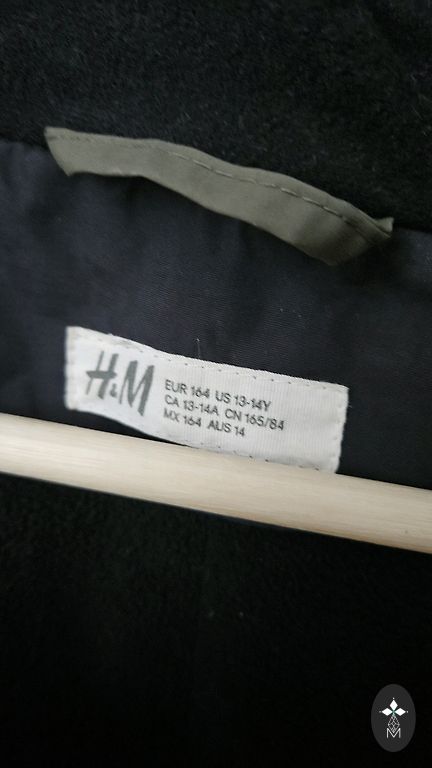 H&M
EUR 164 US 13-14Y
CA 13-14A CN 165/84
MX 164 AUS 14
M